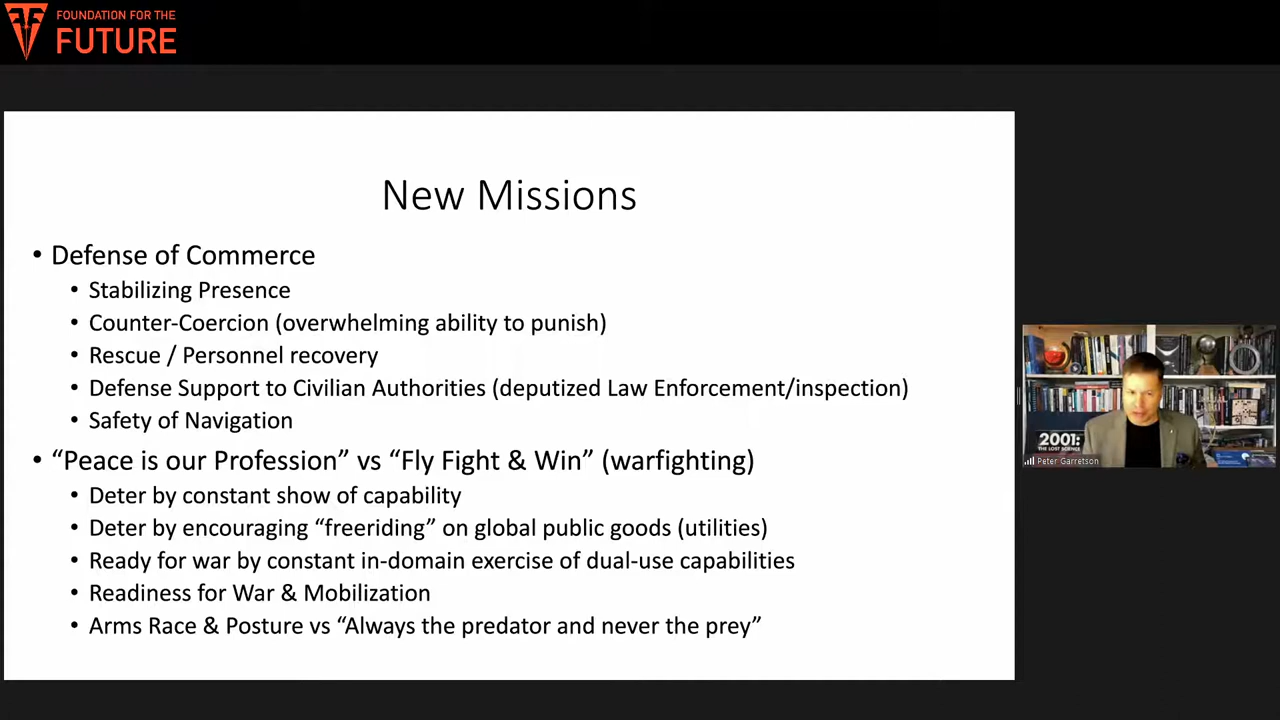 FOUNDATION FOR THE
FUTURE
New Missions
• Defense of Commerce
• Stabilizing Presence
• Counter-Coercion (overwhelming ability to punish)
• Rescue / Personnel recovery
• Defense Support to Civilian Authorities (deputized Law Enforcement/inspection)
• Safety of Navigation
• “Peace is our Profession” vs “Fly Fight & Win” (warfighting)
• Deter by constant show of capability
• Deter by encouraging “freeriding” on global public goods (utilities)
• Ready for war by constant in-domain exercise of dual-use capabilities
• Readiness for War & Mobilization
• Arms Race & Posture vs “Always the predator and never the prey”
2001:
THE LOST SCIENCE
Peter Garretson